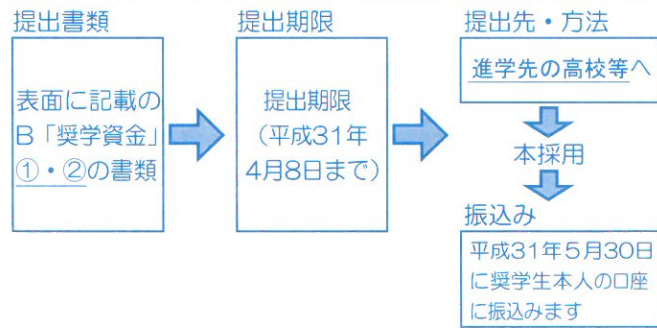 提出書類
表面に記載の
B「奨学資金」
①・②の書類
提出期限
提出期限
(平成31年
4月8日まで)
提出先・方法
進学先の高校等へ
本採用
振込み
平成31年5月30日
に奨学生本人の口座
に振込みます